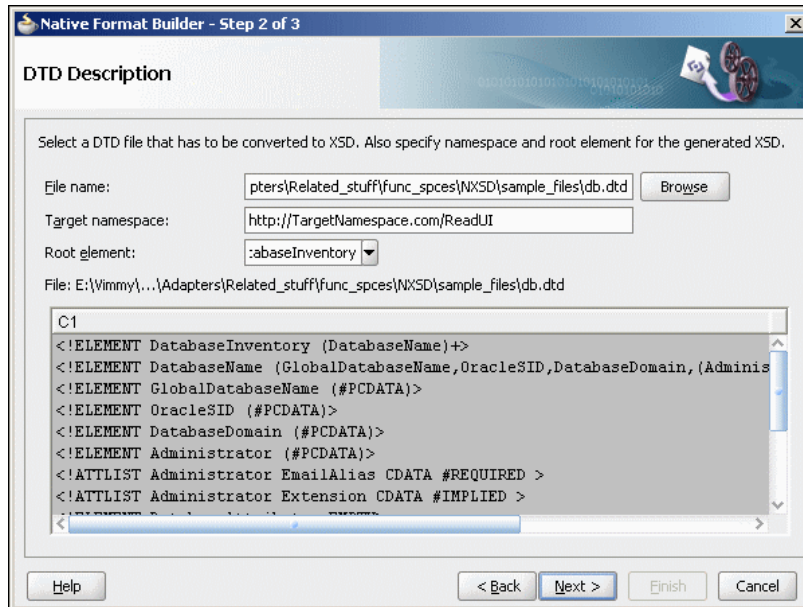 Native Format Builder - Step 2 of 3
DTD Description
Select a DTD file that has to be converted to XSD. Also specify namespace and root element for the generated XSD.
File name: pters\Related_stuff\func_spces\NXSD\sample_files\db.dtd Browse
Target namespace: http://TargetNamespace.com/ReadUI
Root element: :abaseInventory
File: E:\Vimmy\...\Adapters\Related_stuff\func_spces\NXSD\sample_files\db.dtd
C1
<!ELEMENT DatabaseInventory (DatabaseName)+>
<!ELEMENT DatabaseName (GlobalDatabaseName,OracleSID,DatabaseDomain,(Adminis
<!ELEMENT GlobalDatabaseName (#PCDATA)>
<!ELEMENT OracleSID (#PCDATA)>
<!ELEMENT DatabaseDomain (#PCDATA)>
<!ELEMENT Administrator (#PCDATA)>
<!ATTLIST Administrator EmailAlias CDATA #REQUIRED >
<!ATTLIST Administrator Extension CDATA #IMPLIED >
Help < Back Next > Finish Cancel